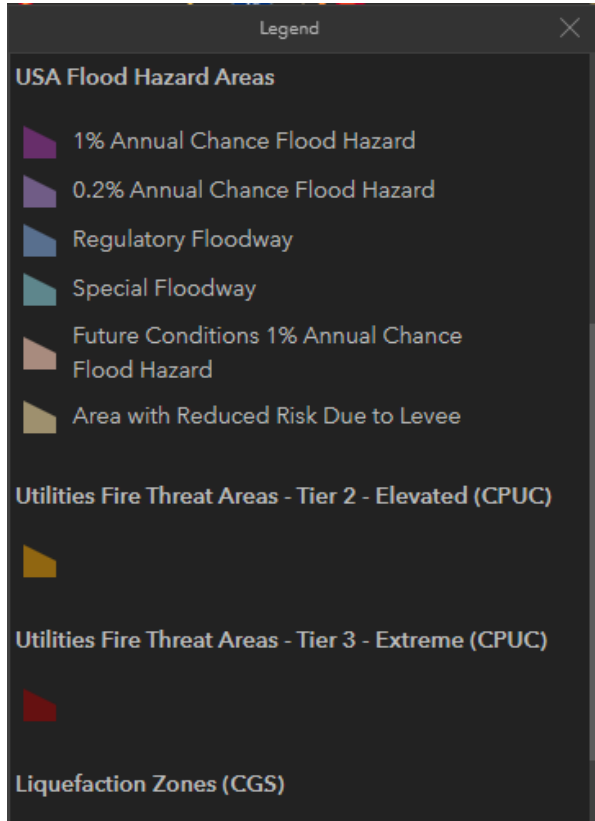 Legend
USA Flood Hazard Areas
1% Annual Chance Flood Hazard
0.2% Annual Chance Flood Hazard
Regulatory Floodway
Special Floodway
Future Conditions 1% Annual Chance
Flood Hazard
Area with Reduced Risk Due to Levee
Utilities Fire Threat Areas - Tier 2 - Elevated (CPUC)
Utilities Fire Threat Areas - Tier 3 - Extreme (CPUC)
Liquefaction Zones (CGS)